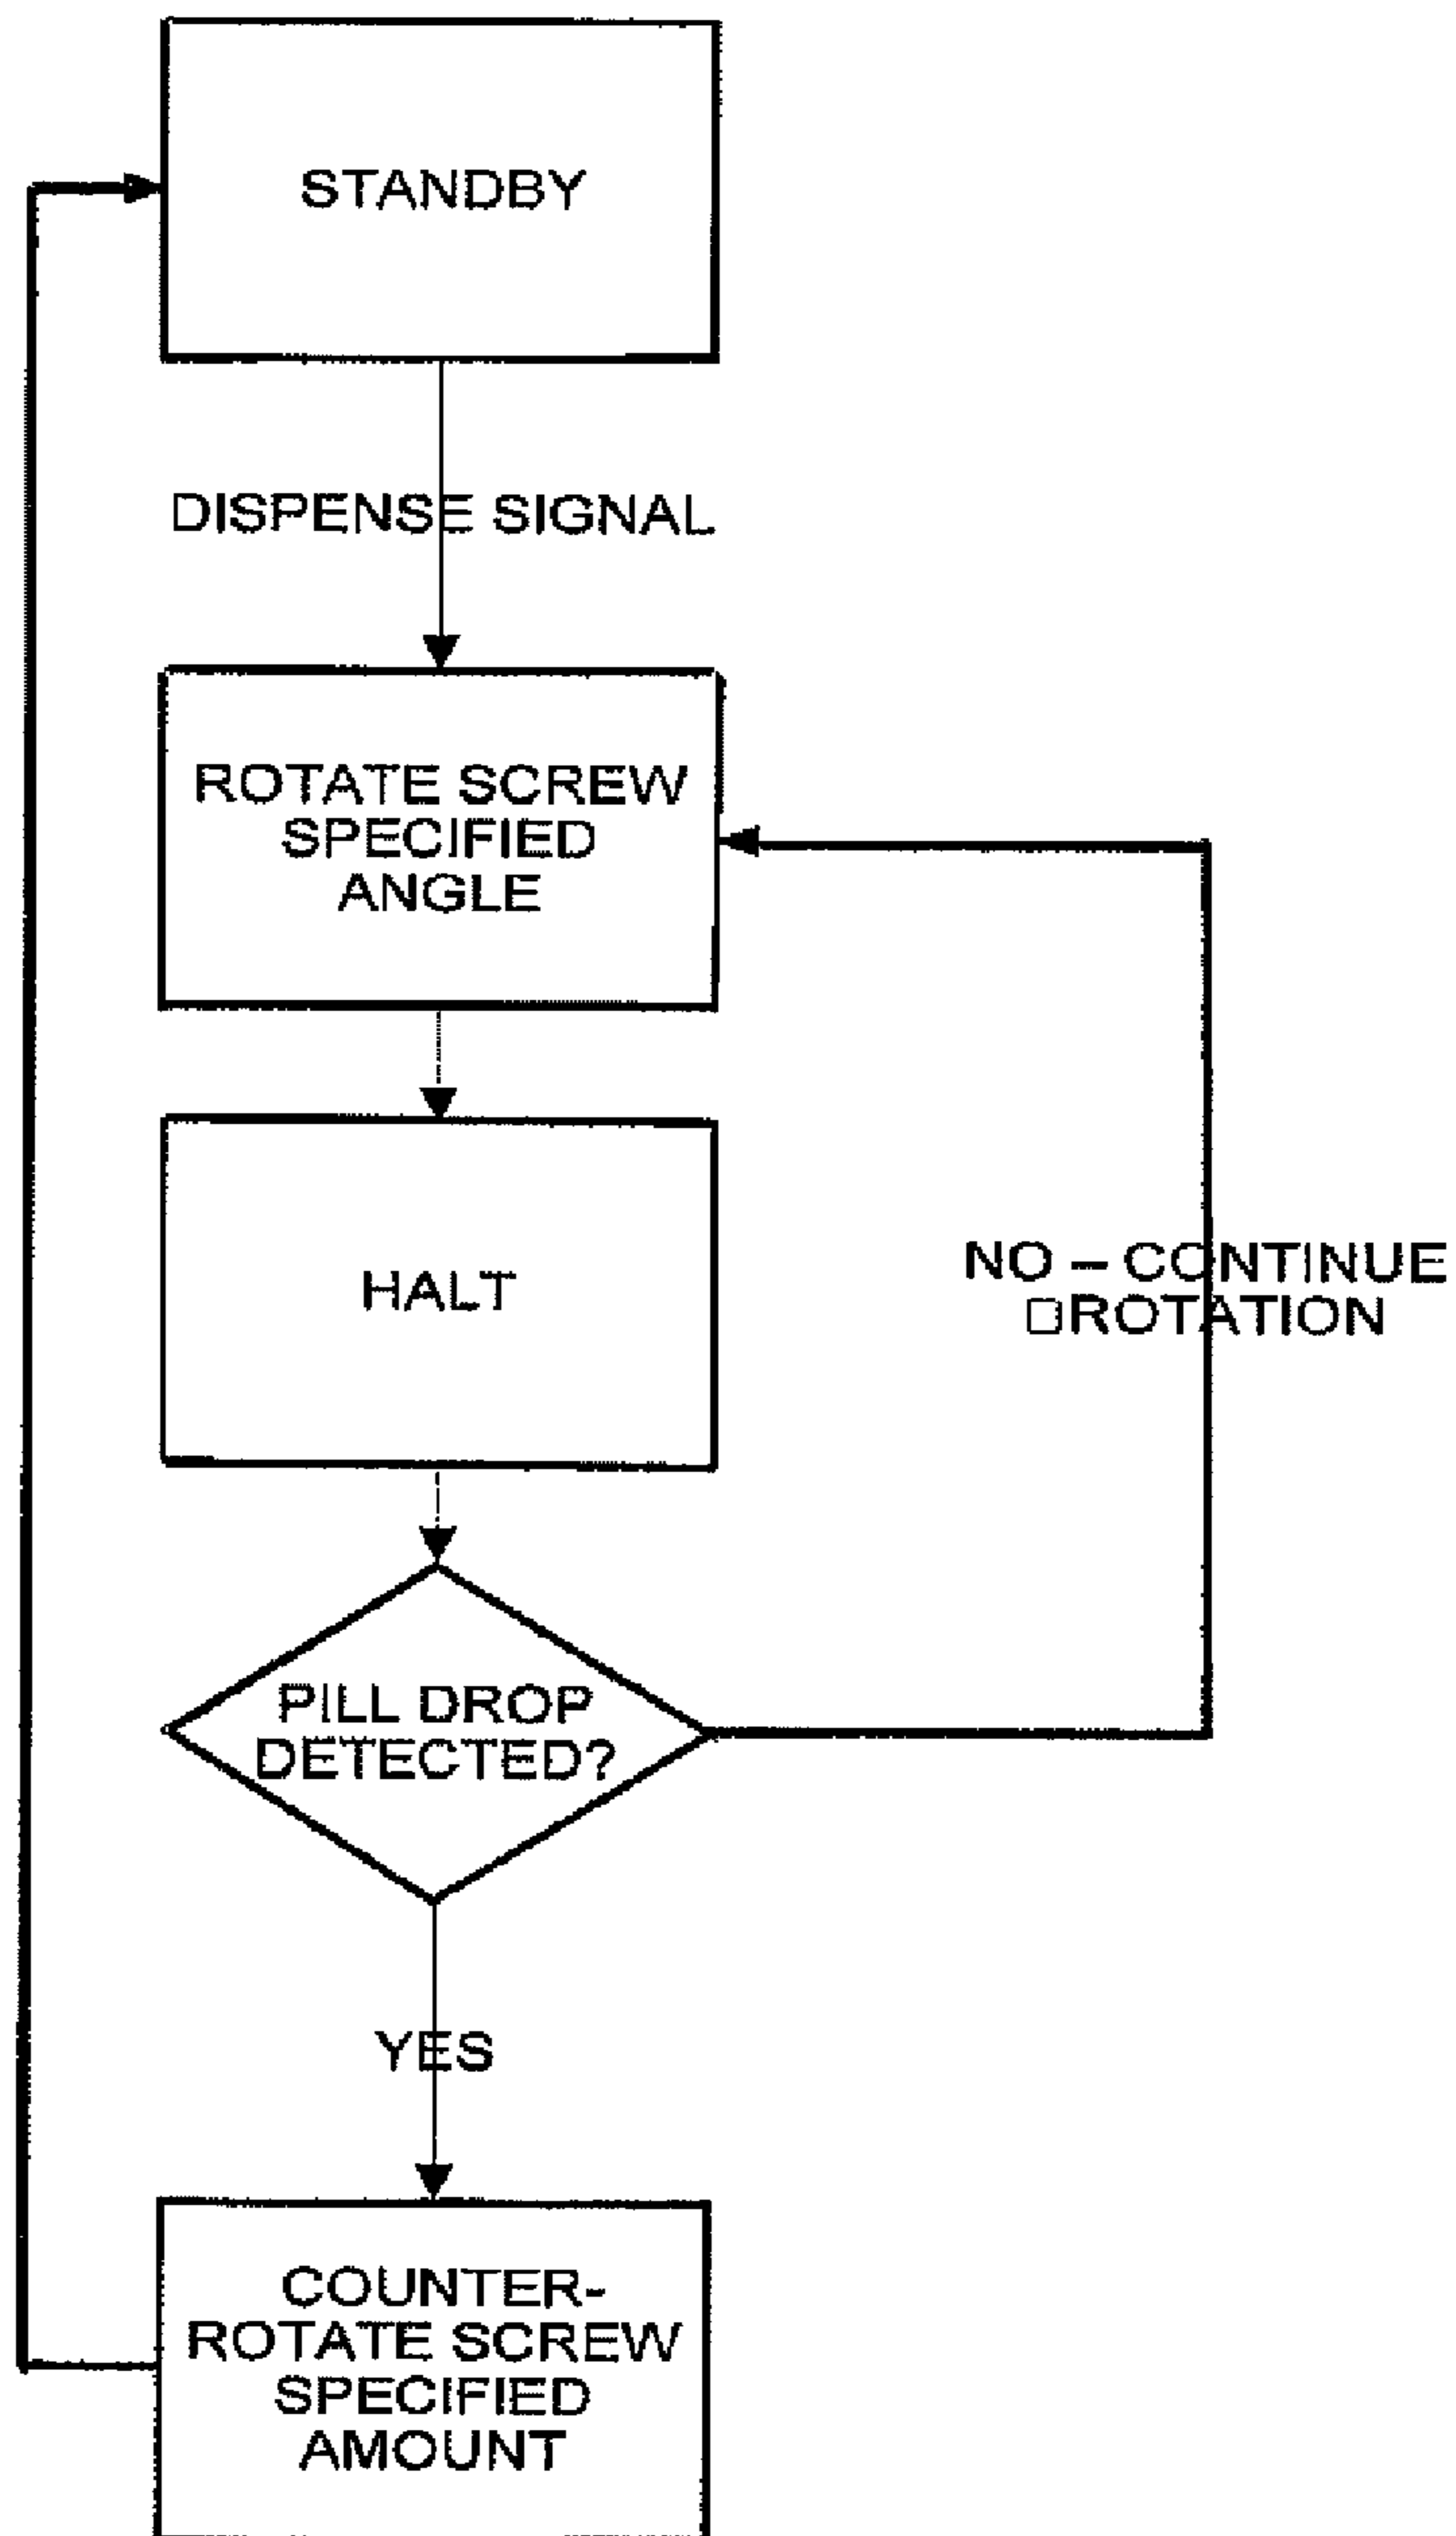 STANDBY
DISPENSE SIGNAL
ROTATE SCREW
SPECIFIED
ANGLE
HALT
NO – CONTINUE
□ROTATION
PILL DROP
DETECTED?
YES
COUNTER-
ROTATE SCREW
SPECIFIED
AMOUNT